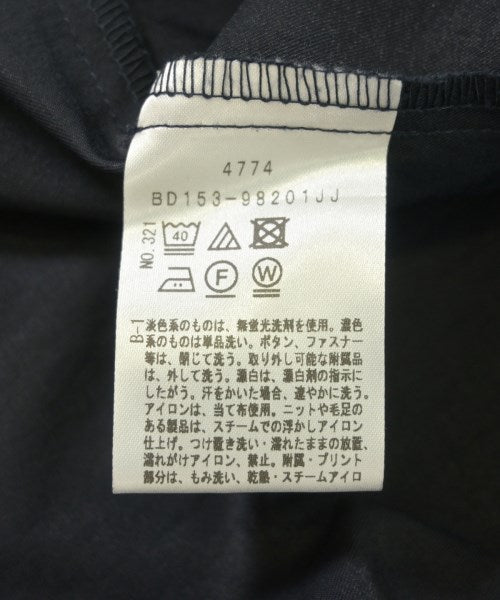 4774
BD153-98201JJ
NO.321
40
F
W
B-1
淡色系のものは、無蛍光洗剤を使用。濃色
系のものは単品洗い。ボタン、ファスナー
等は、閉じて洗う。取り外し可能な附属品
は、外して洗う。漂白は、漂白剤の指示に
したがう。汗をかいた場合、速やかに洗う。
アイロンは、当て布使用。ニットや毛足の
ある製品は、スチームでの浮かしアイロン
仕上げ。つけ置き洗い・濡れたままの放置、
濡れがけアイロン、禁止。附属・プリント
部分は、もみ洗い、乾熱・スチームアイロ